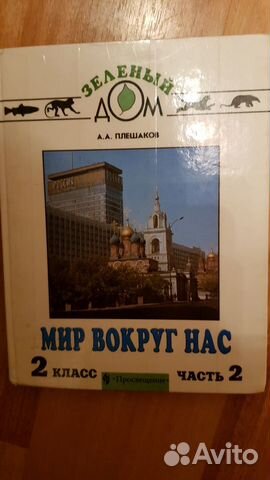 ЗЕЛЕНЫЙ
ДОМ
А.А. ПЛЕШАКОВ
МИР ВОКРУГ НАС
2 КЛАСС «Просвещение» ЧАСТЬ 2
Avito